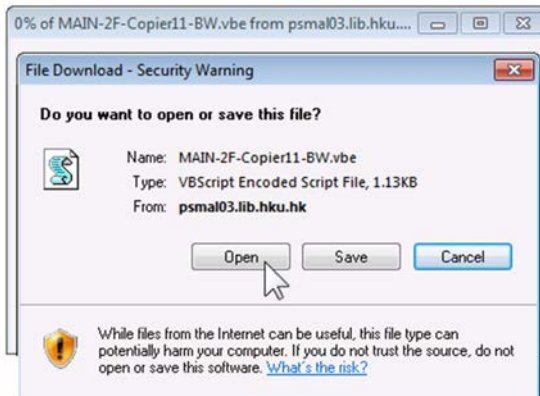 0% of MAIN-2F-Copier11-BW.vbe from psmal03.lib.hku....
File Download - Security Warning
Do you want to open or save this file?
Name: MAIN-2F-Copier11-BW.vbe
Type: VBScript Encoded Script File, 1.13KB
From: psmal03.lib.hku.hk
Open Save Cancel
While files from the Internet can be useful, this file type can
potentially harm your computer. If you do not trust the source, do not
open or save this software. What's the risk?